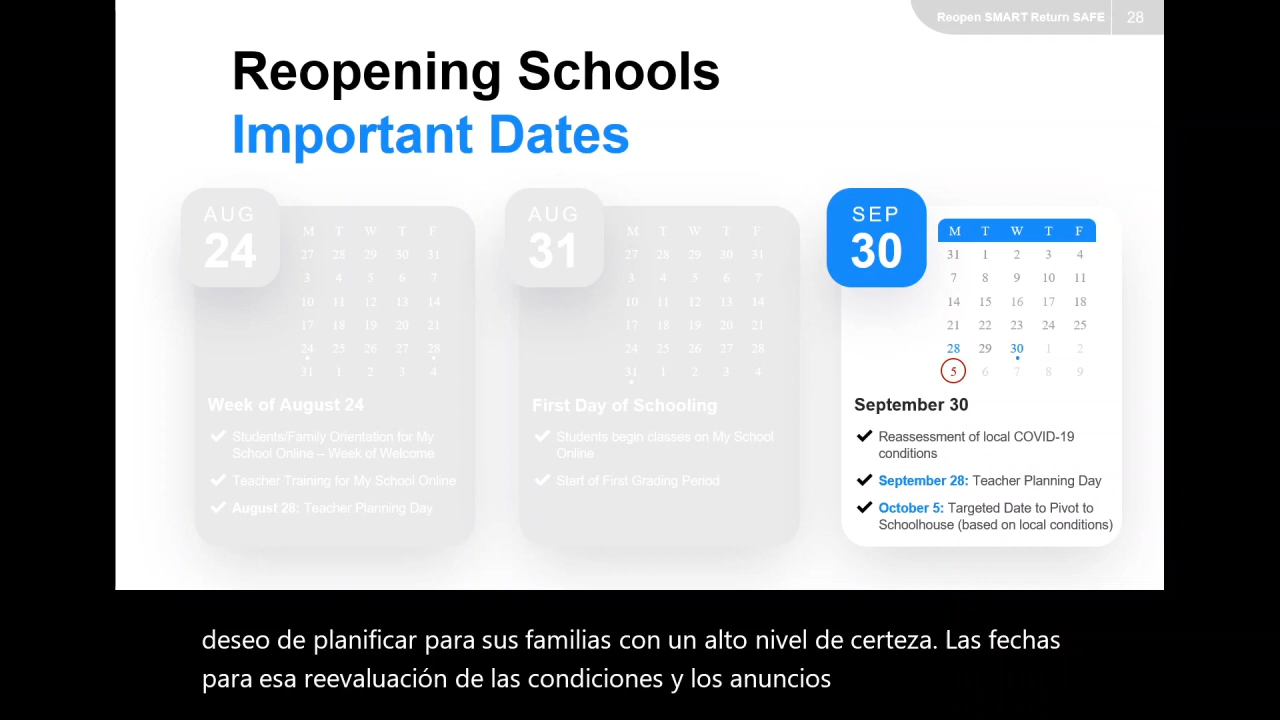 Reopen SMART Return SAFE 28
Reopening Schools
Important Dates
AUG
24
M T W T F
27 28 29 30 31
3 4 5 6 7
10 11 12 13 14
17 18 19 20 21
24 25 26 27 28
31 1 2 3 4
Week of August 24
Students/Family Orientation for My
School Online – Week of Welcome
Teacher Training for My School Online
August 28: Teacher Planning Day
AUG
31
M T W T F
27 28 29 30 31
3 4 5 6 7
10 11 12 13 14
17 18 19 20 21
24 25 26 27 28
31 1 2 3 4
First Day of Schooling
Students begin classes on My School
Online
Start of First Grading Period
SEP
30
M T W T F
31 1 2 3 4
7 8 9 10 11
14 15 16 17 18
21 22 23 24 25
28 29 30 1 2
5 6 7 8 9
September 30
Reassessment of local COVID-19
conditions
September 28: Teacher Planning Day
October 5: Targeted Date to Pivot to
Schoolhouse (based on local conditions)
deseo de planificar para sus familias con un alto nivel de certeza. Las fechas
para esa reevaluación de las condiciones y los anuncios